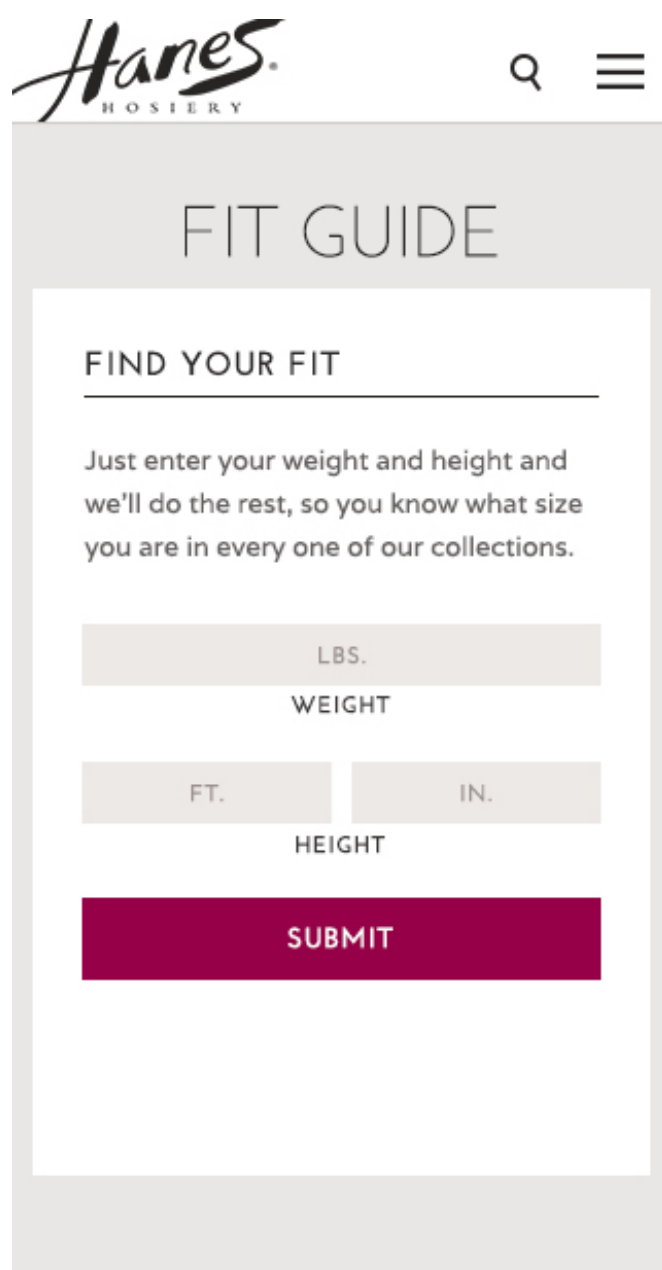 Hanes®
HOSIERY
FIT GUIDE
FIND YOUR FIT
Just enter your weight and height and
we'll do the rest, so you know what size
you are in every one of our collections.
LBS.
WEIGHT
FT. IN.
HEIGHT
SUBMIT